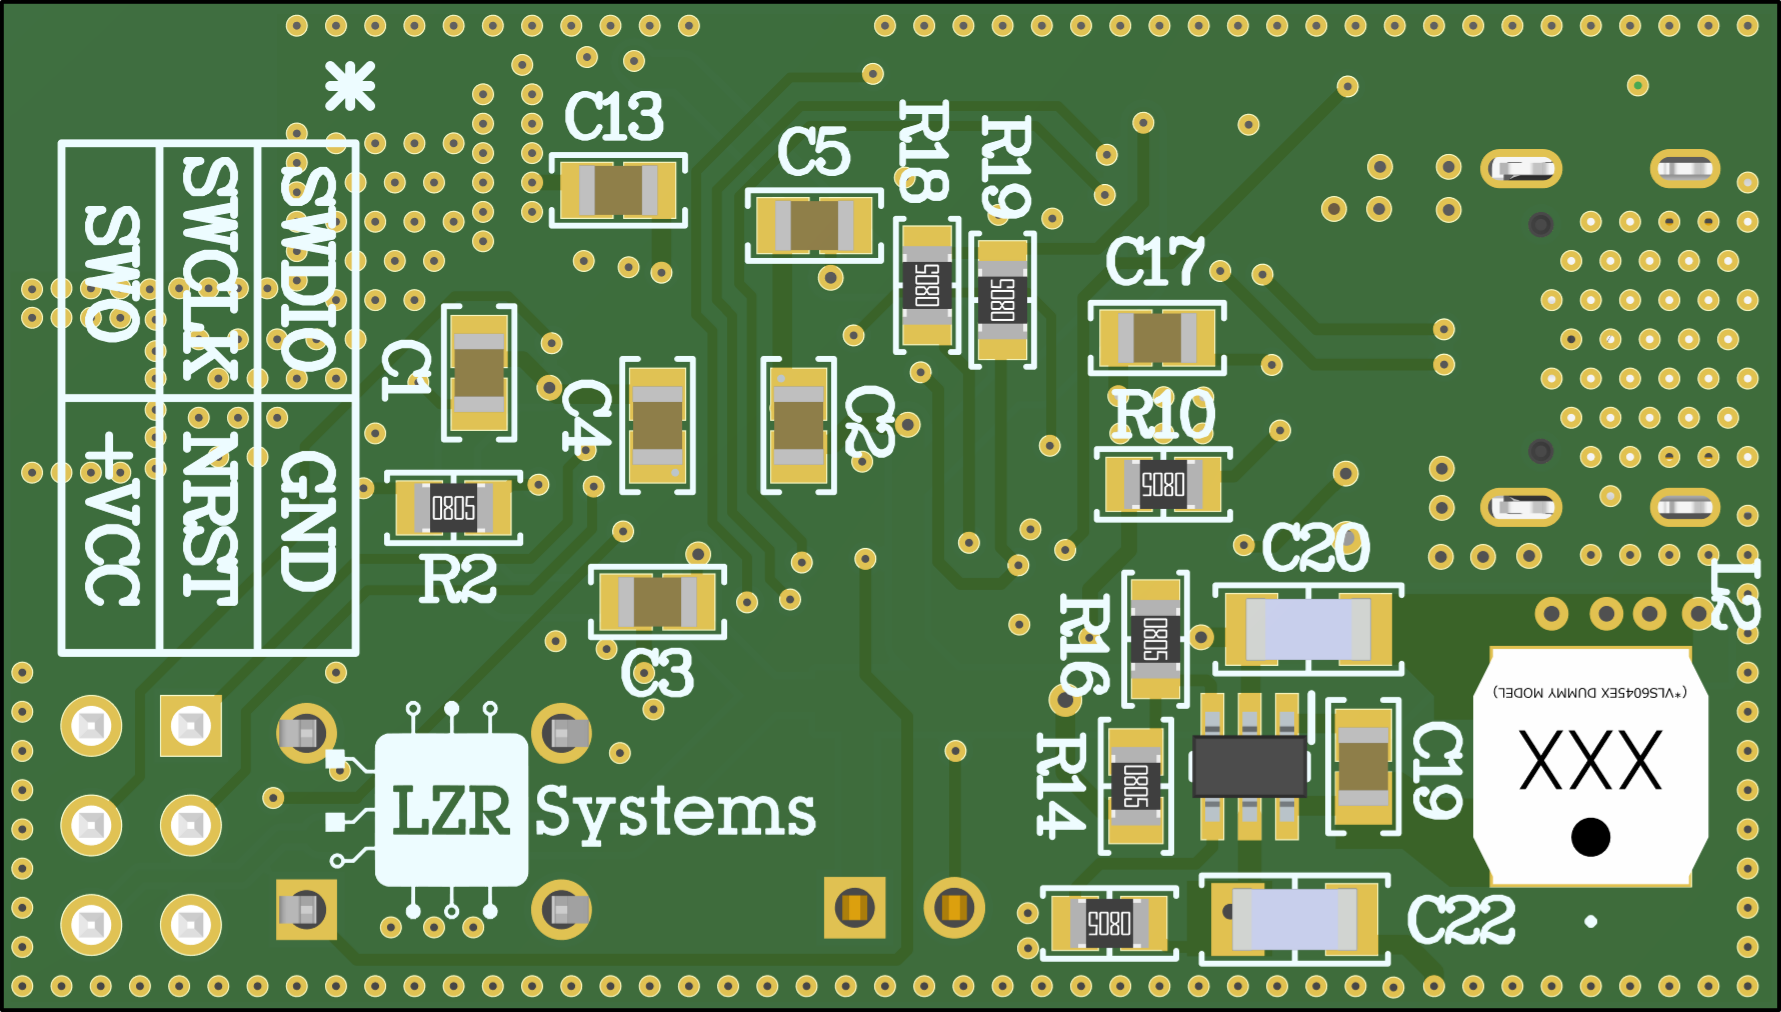 C13
C5
R18
R19
SWDIO
SWCLK
SWO
C17
C1
C4
C2
R10
0805
0805
0805
0805
GND
NRST
+VCC
R2
C20
L2
C3
R16
0805
(*VLS6045EX DUMMY MODEL)
XXX
R14
0805
C19
LZR Systems
0805
C22